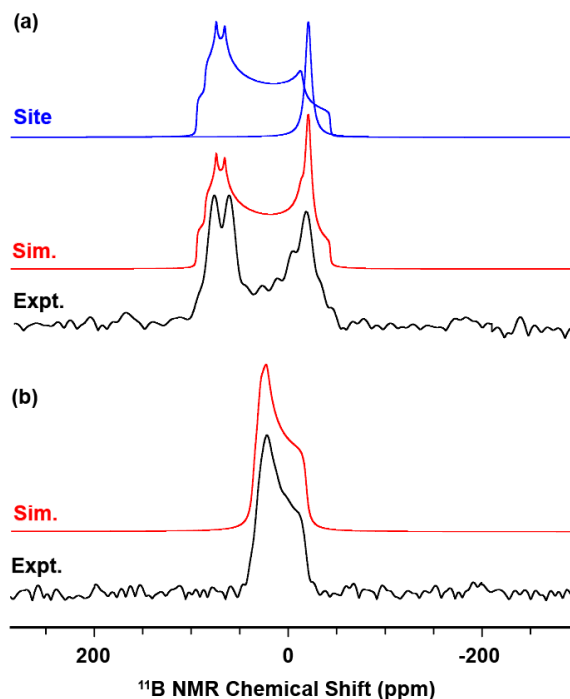 (a)
Site
Sim.
Expt.
(b)
Sim.
Expt.
200 0 -200
¹¹B NMR Chemical Shift (ppm)